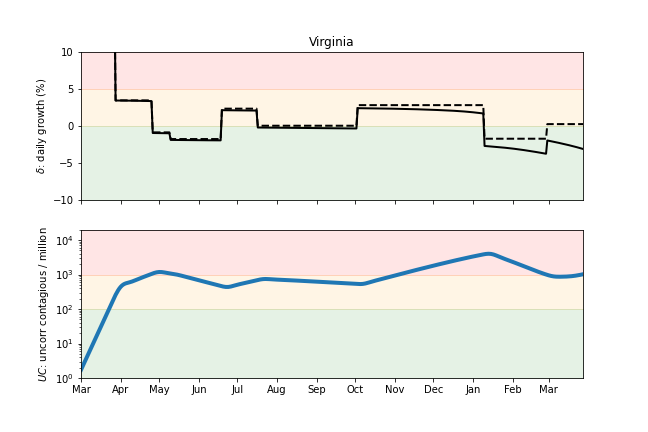 Virginia
δ: daily growth (%)
10
5
0
−5
−10
UC: uncorr contagious / million
10⁴
10³
10²
10¹
10⁰
Mar Apr May Jun Jul Aug Sep Oct Nov Dec Jan Feb Mar